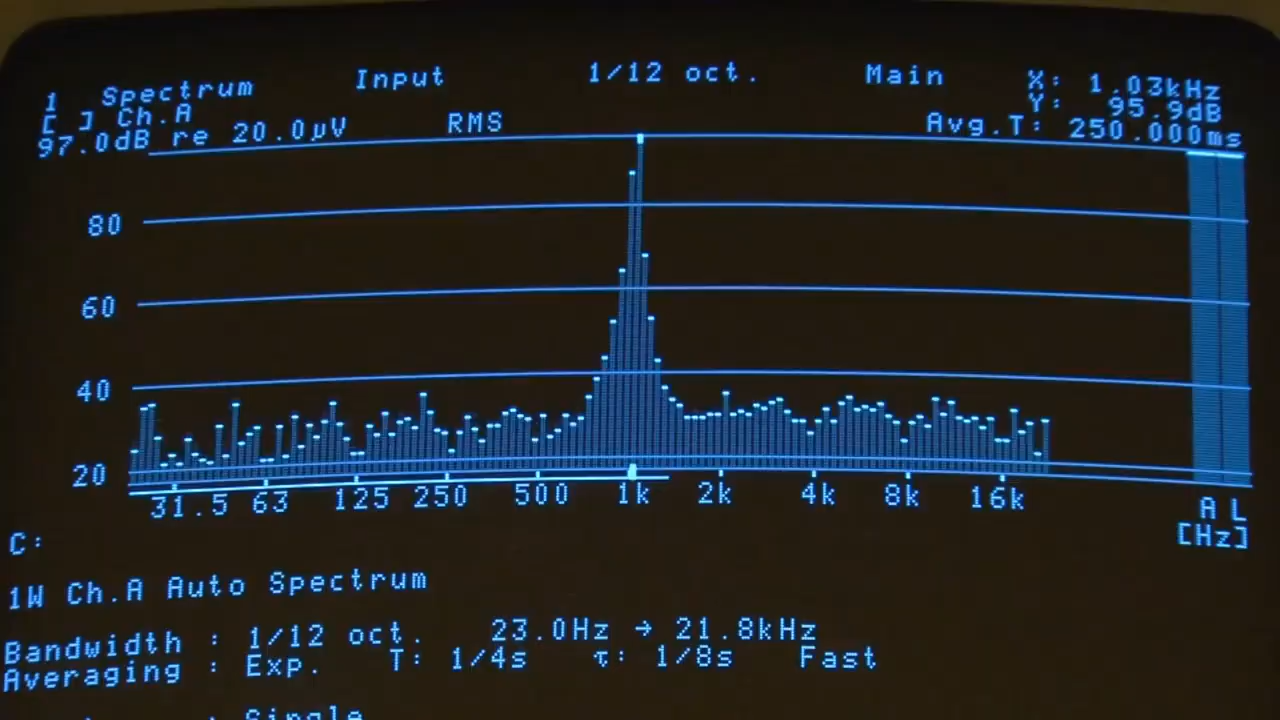 1 Spectrum Input 1/12 oct. Main X: 1.03kHz
[ ] Ch.A Y: 95.9dB
97.0dB re 20.0µV RMS Avg.T: 250.000ms
80
60
40
20
31.5 63 125 250 500 1k 2k 4k 8k 16k A L
C: [Hz]
1W Ch.A Auto Spectrum
Bandwidth : 1/12 oct. 23.0Hz → 21.8kHz
Averaging : Exp. T: 1/4s τ: 1/8s Fast
: Single